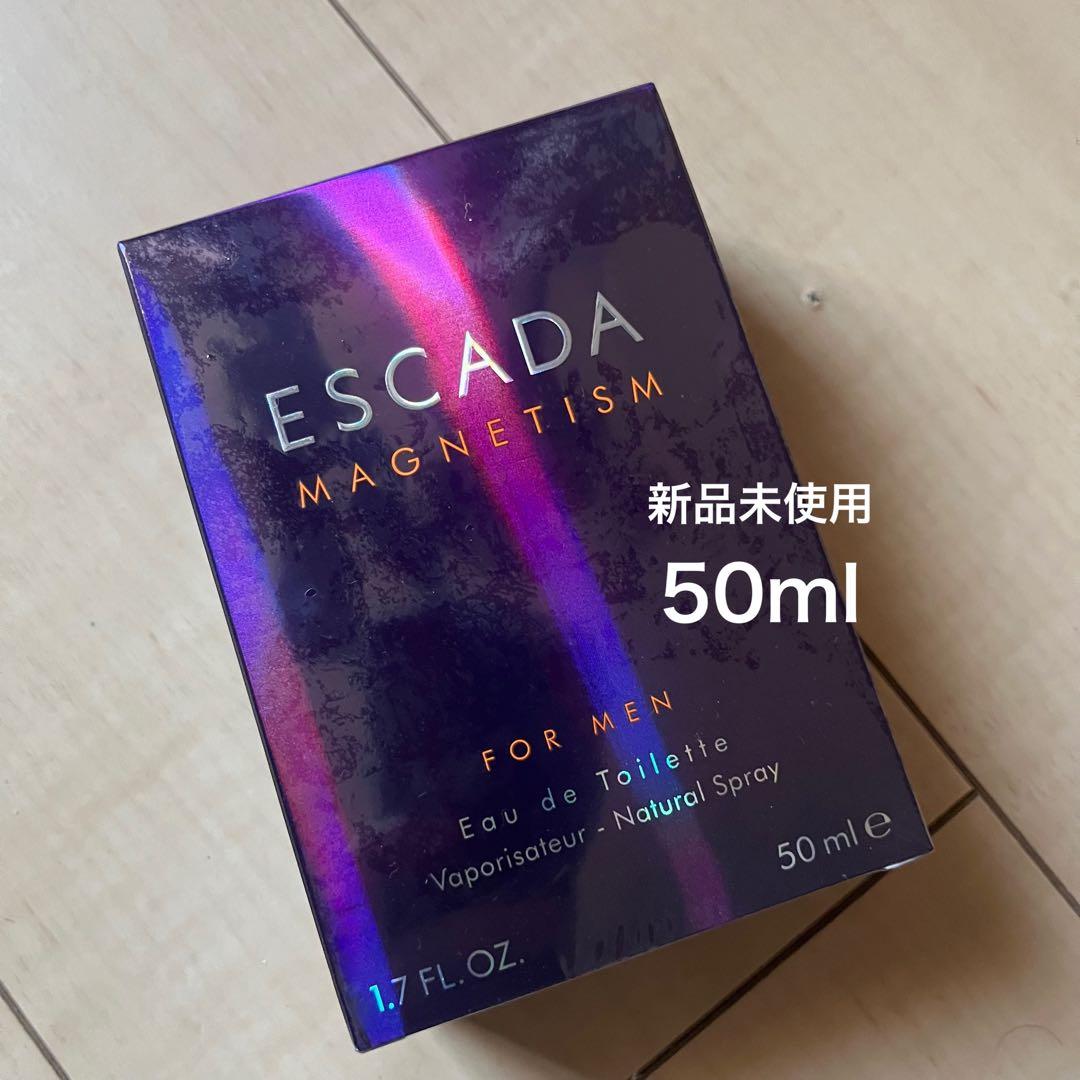 ESCADA
MAGNETISM
新品未使用
50ml
FOR MEN
Eau de Toilette
Vaporisateur - Natural Spray
50 ml ℮
1.7 FL. OZ.